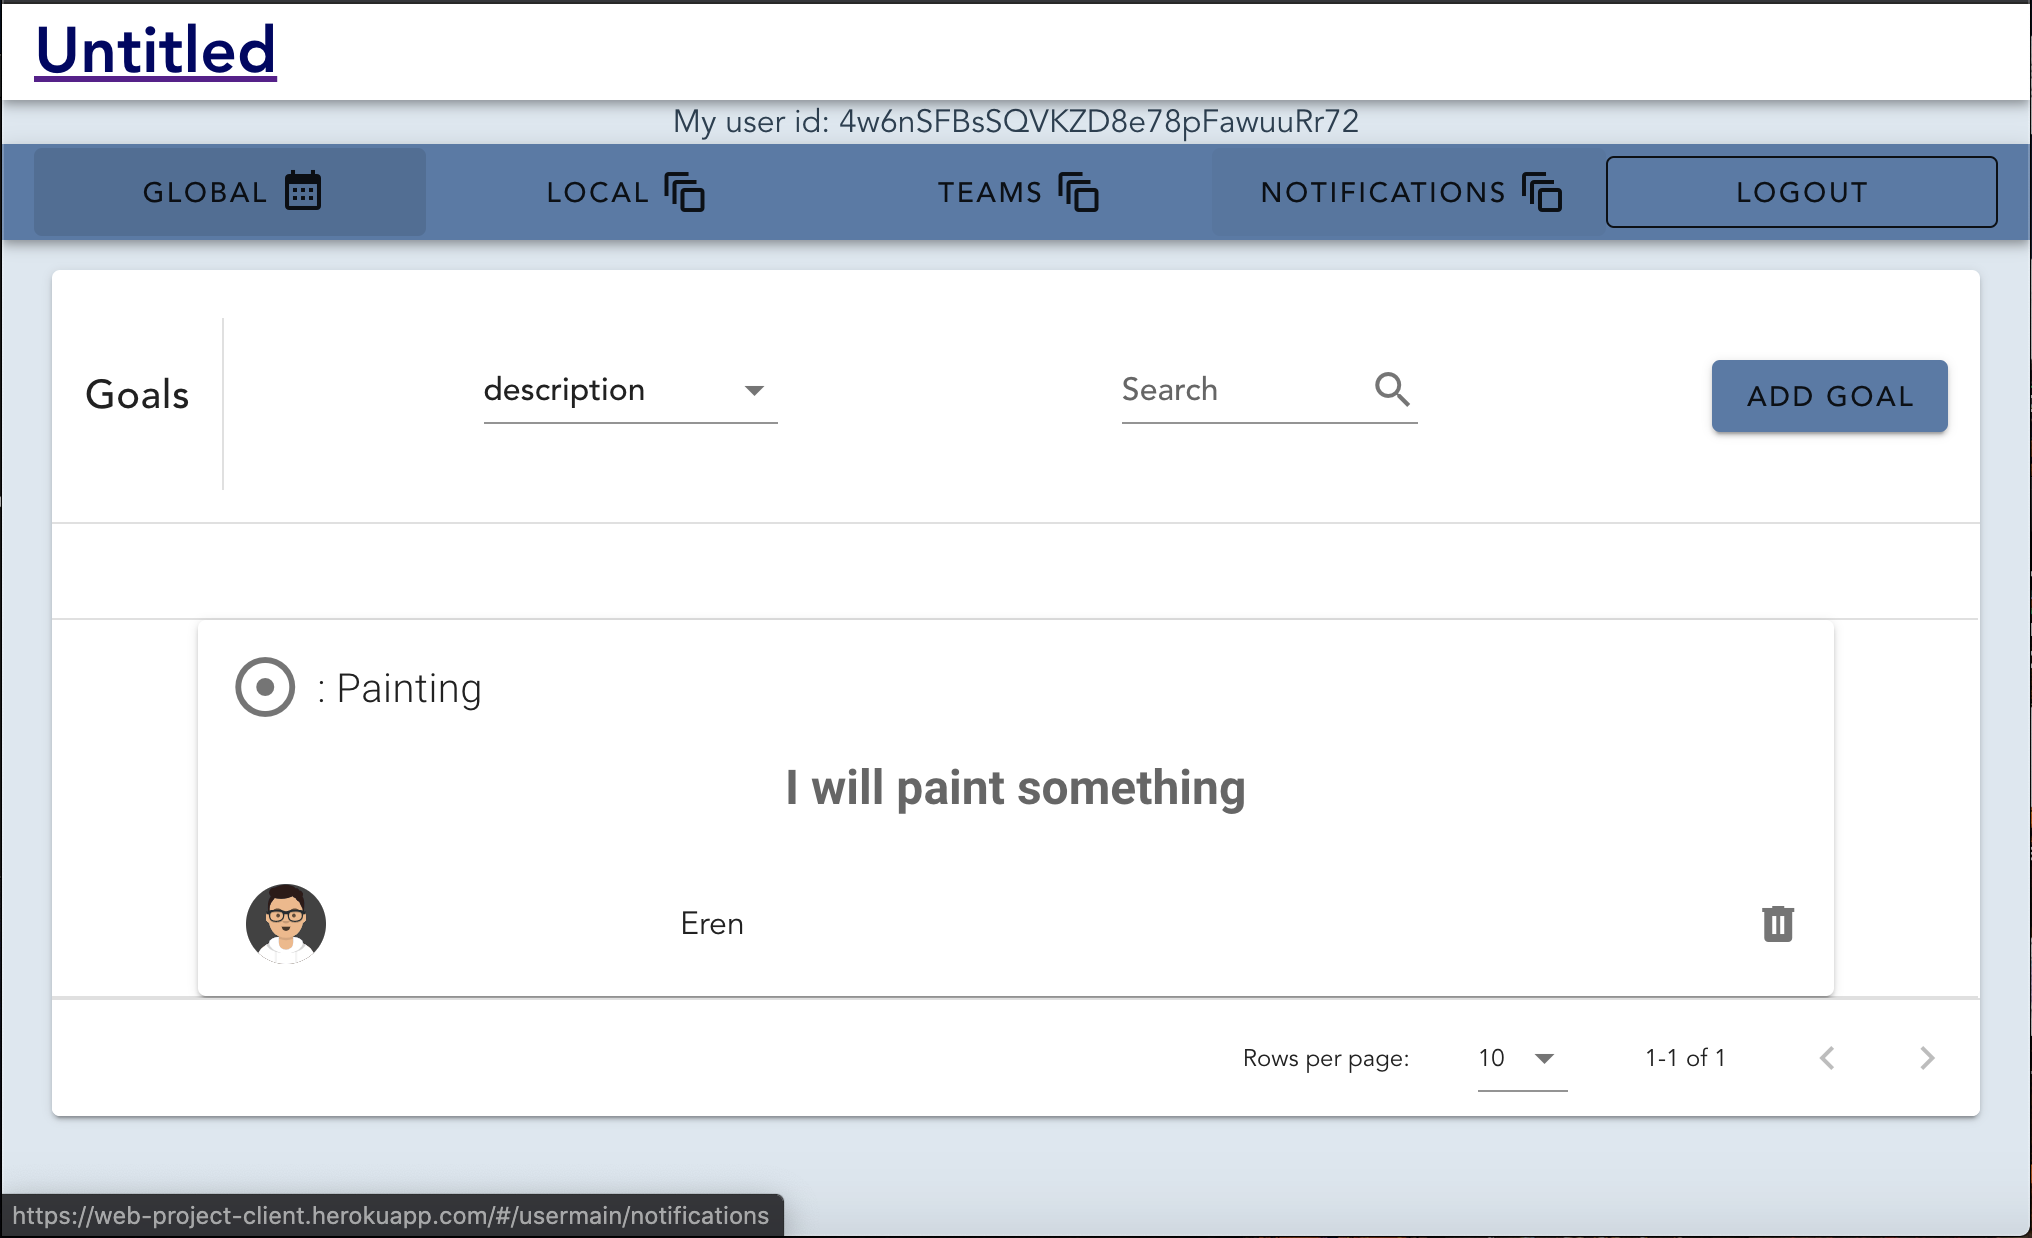 Untitled
My user id: 4w6nSFBsSQVKZD8e78pFawuuRr72
GLOBAL LOCAL TEAMS NOTIFICATIONS LOGOUT
Goals description Search ADD GOAL
: Painting
I will paint something
Eren
Rows per page: 10 1-1 of 1
https://web-project-client.herokuapp.com/#/usermain/notifications